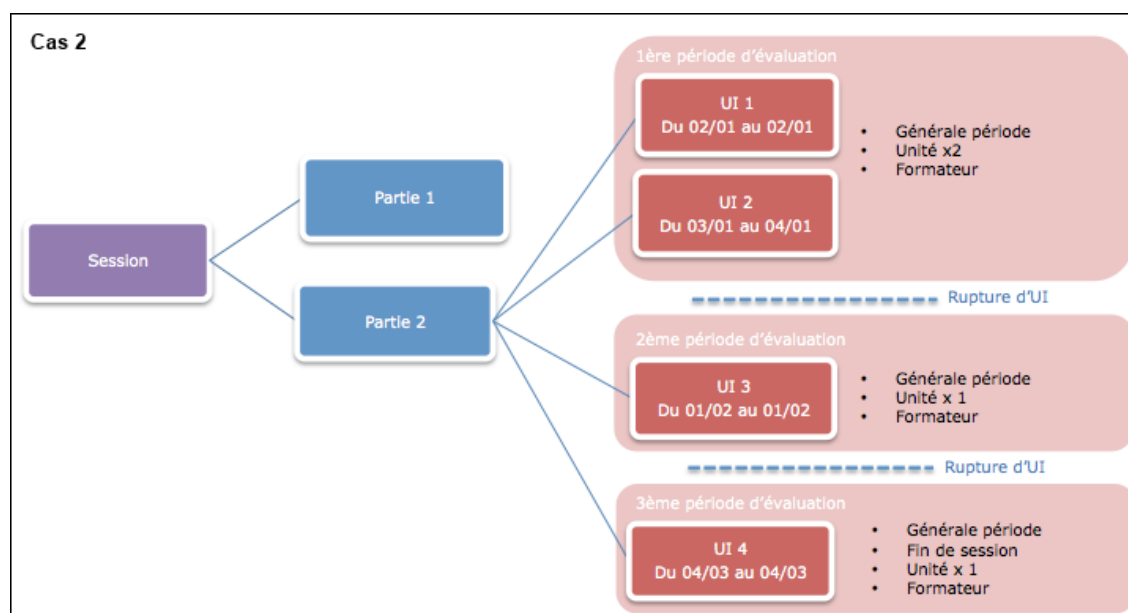 Cas 2
Session
Partie 1
Partie 2
1ère période d'évaluation
UI 1
Du 02/01 au 02/01
UI 2
Du 03/01 au 04/01
• Générale période
• Unité x2
• Formateur
Rupture d'UI
2ème période d'évaluation
UI 3
Du 01/02 au 01/02
• Générale période
• Unité x 1
• Formateur
Rupture d'UI
3ème période d'évaluation
UI 4
Du 04/03 au 04/03
• Générale période
• Fin de session
• Unité x 1
• Formateur